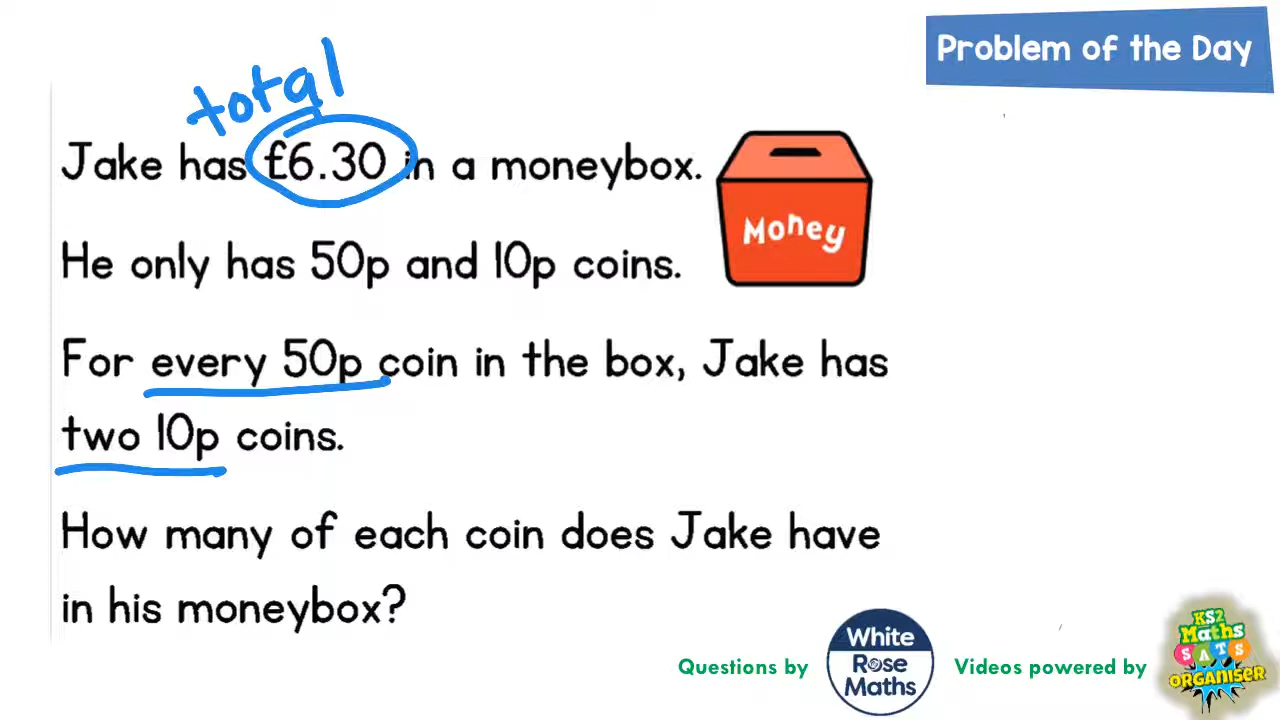 Problem of the Day
total
Jake has £6.30 in a moneybox.
Money
He only has 50p and 10p coins.
For every 50p coin in the box, Jake has
two 10p coins.
How many of each coin does Jake have
in his moneybox?
Questions by
White
Rose
Maths
Videos powered by
KS2
Maths
SATS
ORGANISER